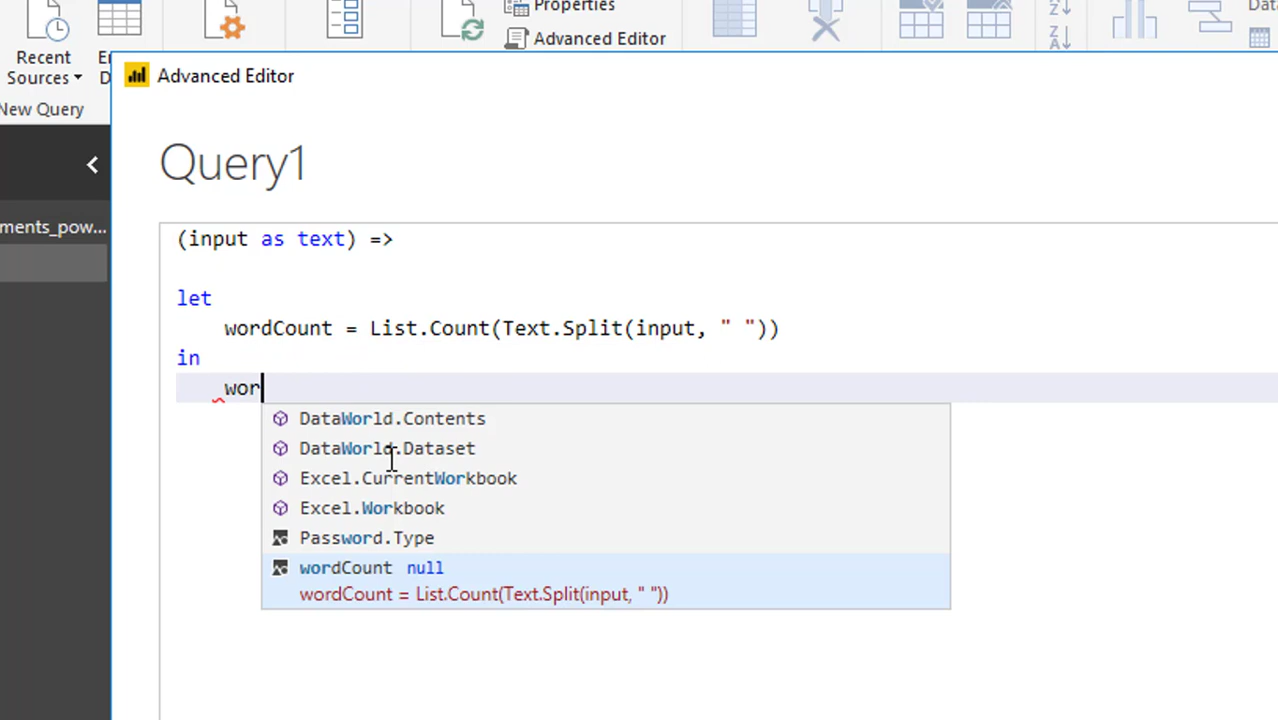 Properties
Recent
Sources
Advanced Editor
New Query
Advanced Editor
Query1
ments_pow...
(input as text) =>
let
wordCount = List.Count(Text.Split(input, " "))
in
wor
DataWorld.Contents
DataWorld.Dataset
Excel.CurrentWorkbook
Excel.Workbook
Password.Type
wordCount null
wordCount = List.Count(Text.Split(input, " "))